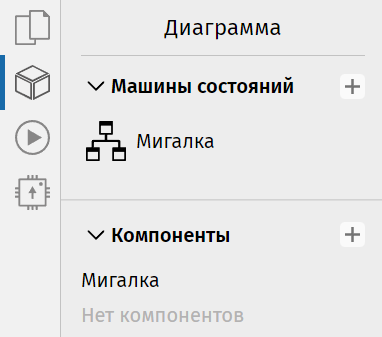 Диаграмма
Машины состояний
Мигалка
Компоненты
Мигалка
Нет компонентов